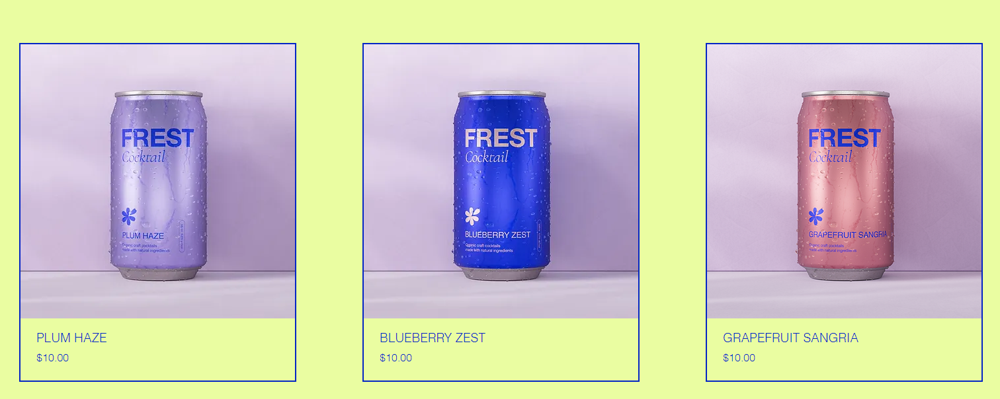 FREST
Cocktail
PLUM HAZE
Organic craft cocktails
made with natural ingredients
PLUM HAZE
$10.00
FREST
Cocktail
BLUEBERRY ZEST
Organic craft cocktails
made with natural ingredients
BLUEBERRY ZEST
$10.00
FREST
Cocktail
GRAPEFRUIT SANGRIA
Organic craft cocktails
made with natural ingredients
GRAPEFRUIT SANGRIA
$10.00